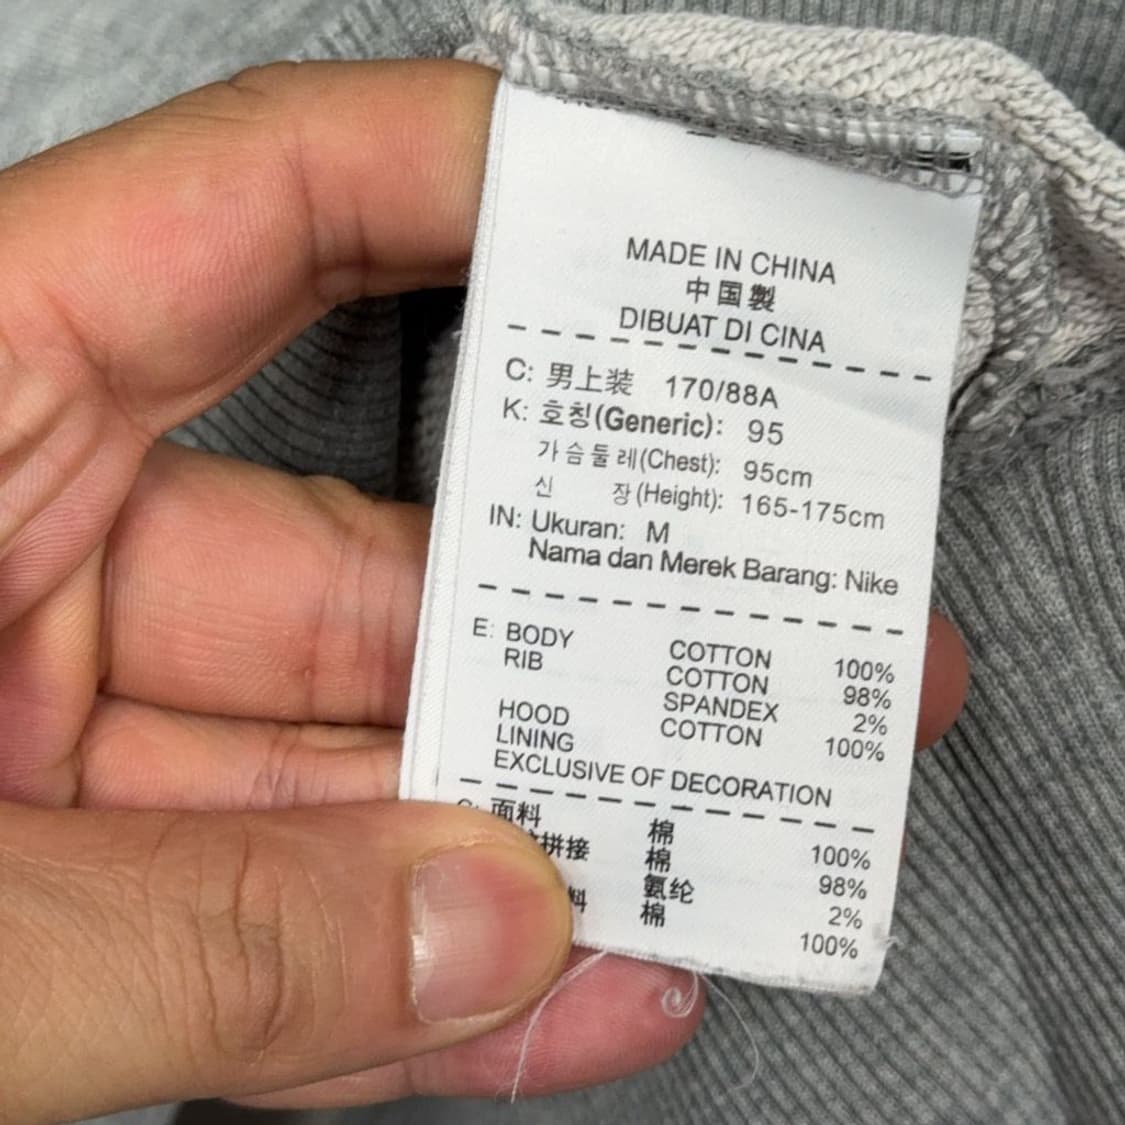 MADE IN CHINA
中国製
DIBUAT DI CINA
C: 男上装 170/88A
K: 호칭(Generic): 95
가슴둘레(Chest): 95cm
신 장(Height): 165-175cm
IN: Ukuran: M
Nama dan Merek Barang: Nike
E: BODY COTTON 100%
RIB COTTON 98%
SPANDEX 2%
HOOD COTTON 100%
LINING
EXCLUSIVE OF DECORATION
面料 棉 100%
拼接 棉 98%
氨纶 2%
料 棉 100%